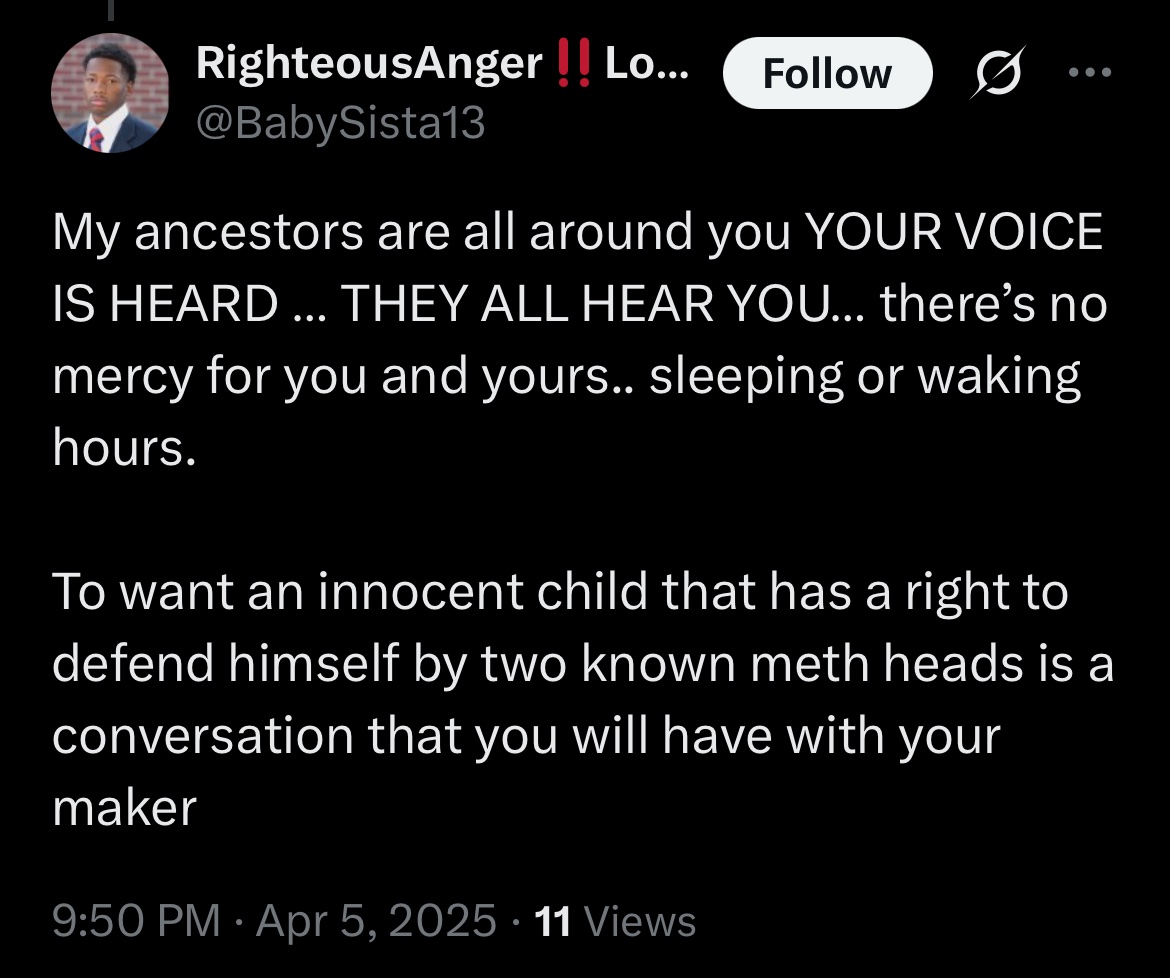 RighteousAnger‼️Lo...
Follow
@BabySista13
My ancestors are all around you YOUR VOICE
IS HEARD ... THEY ALL HEAR YOU... there’s no
mercy for you and yours.. sleeping or waking
hours.
To want an innocent child that has a right to
defend himself by two known meth heads is a
conversation that you will have with your
maker
9:50 PM · Apr 5, 2025 · 11 Views